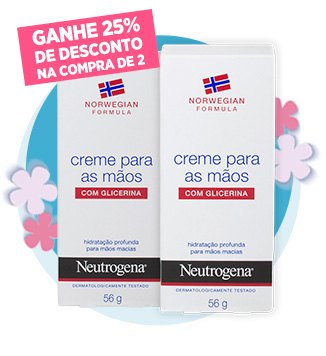 GANHE 25%
DE DESCONTO
NA COMPRA DE 2
NORWEGIAN
FORMULA
creme para
as mãos
COM GLICERINA
hidratação profunda
para mãos macias
Neutrogena®
DERMATOLOGICAMENTE TESTADO
56 g
NORWEGIAN
FORMULA
creme para
as mãos
COM GLICERINA
hidratação profunda
para mãos macias
Neutrogena®
DERMATOLOGICAMENTE TESTADO
56 g